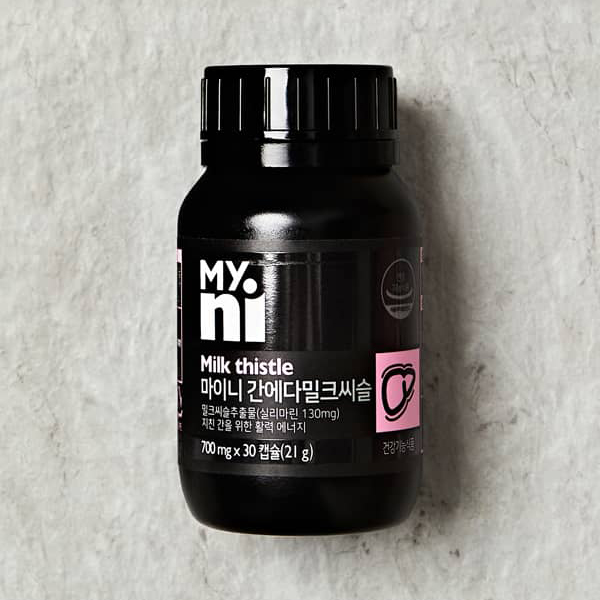 MY.
ni
Milk thistle
마이니 간에다밀크씨슬
밀크씨슬추출물(실리마린 130mg)
지친 간을 위한 활력 에너지
700 mg x 30 캡슐(21 g)
건강기능식품